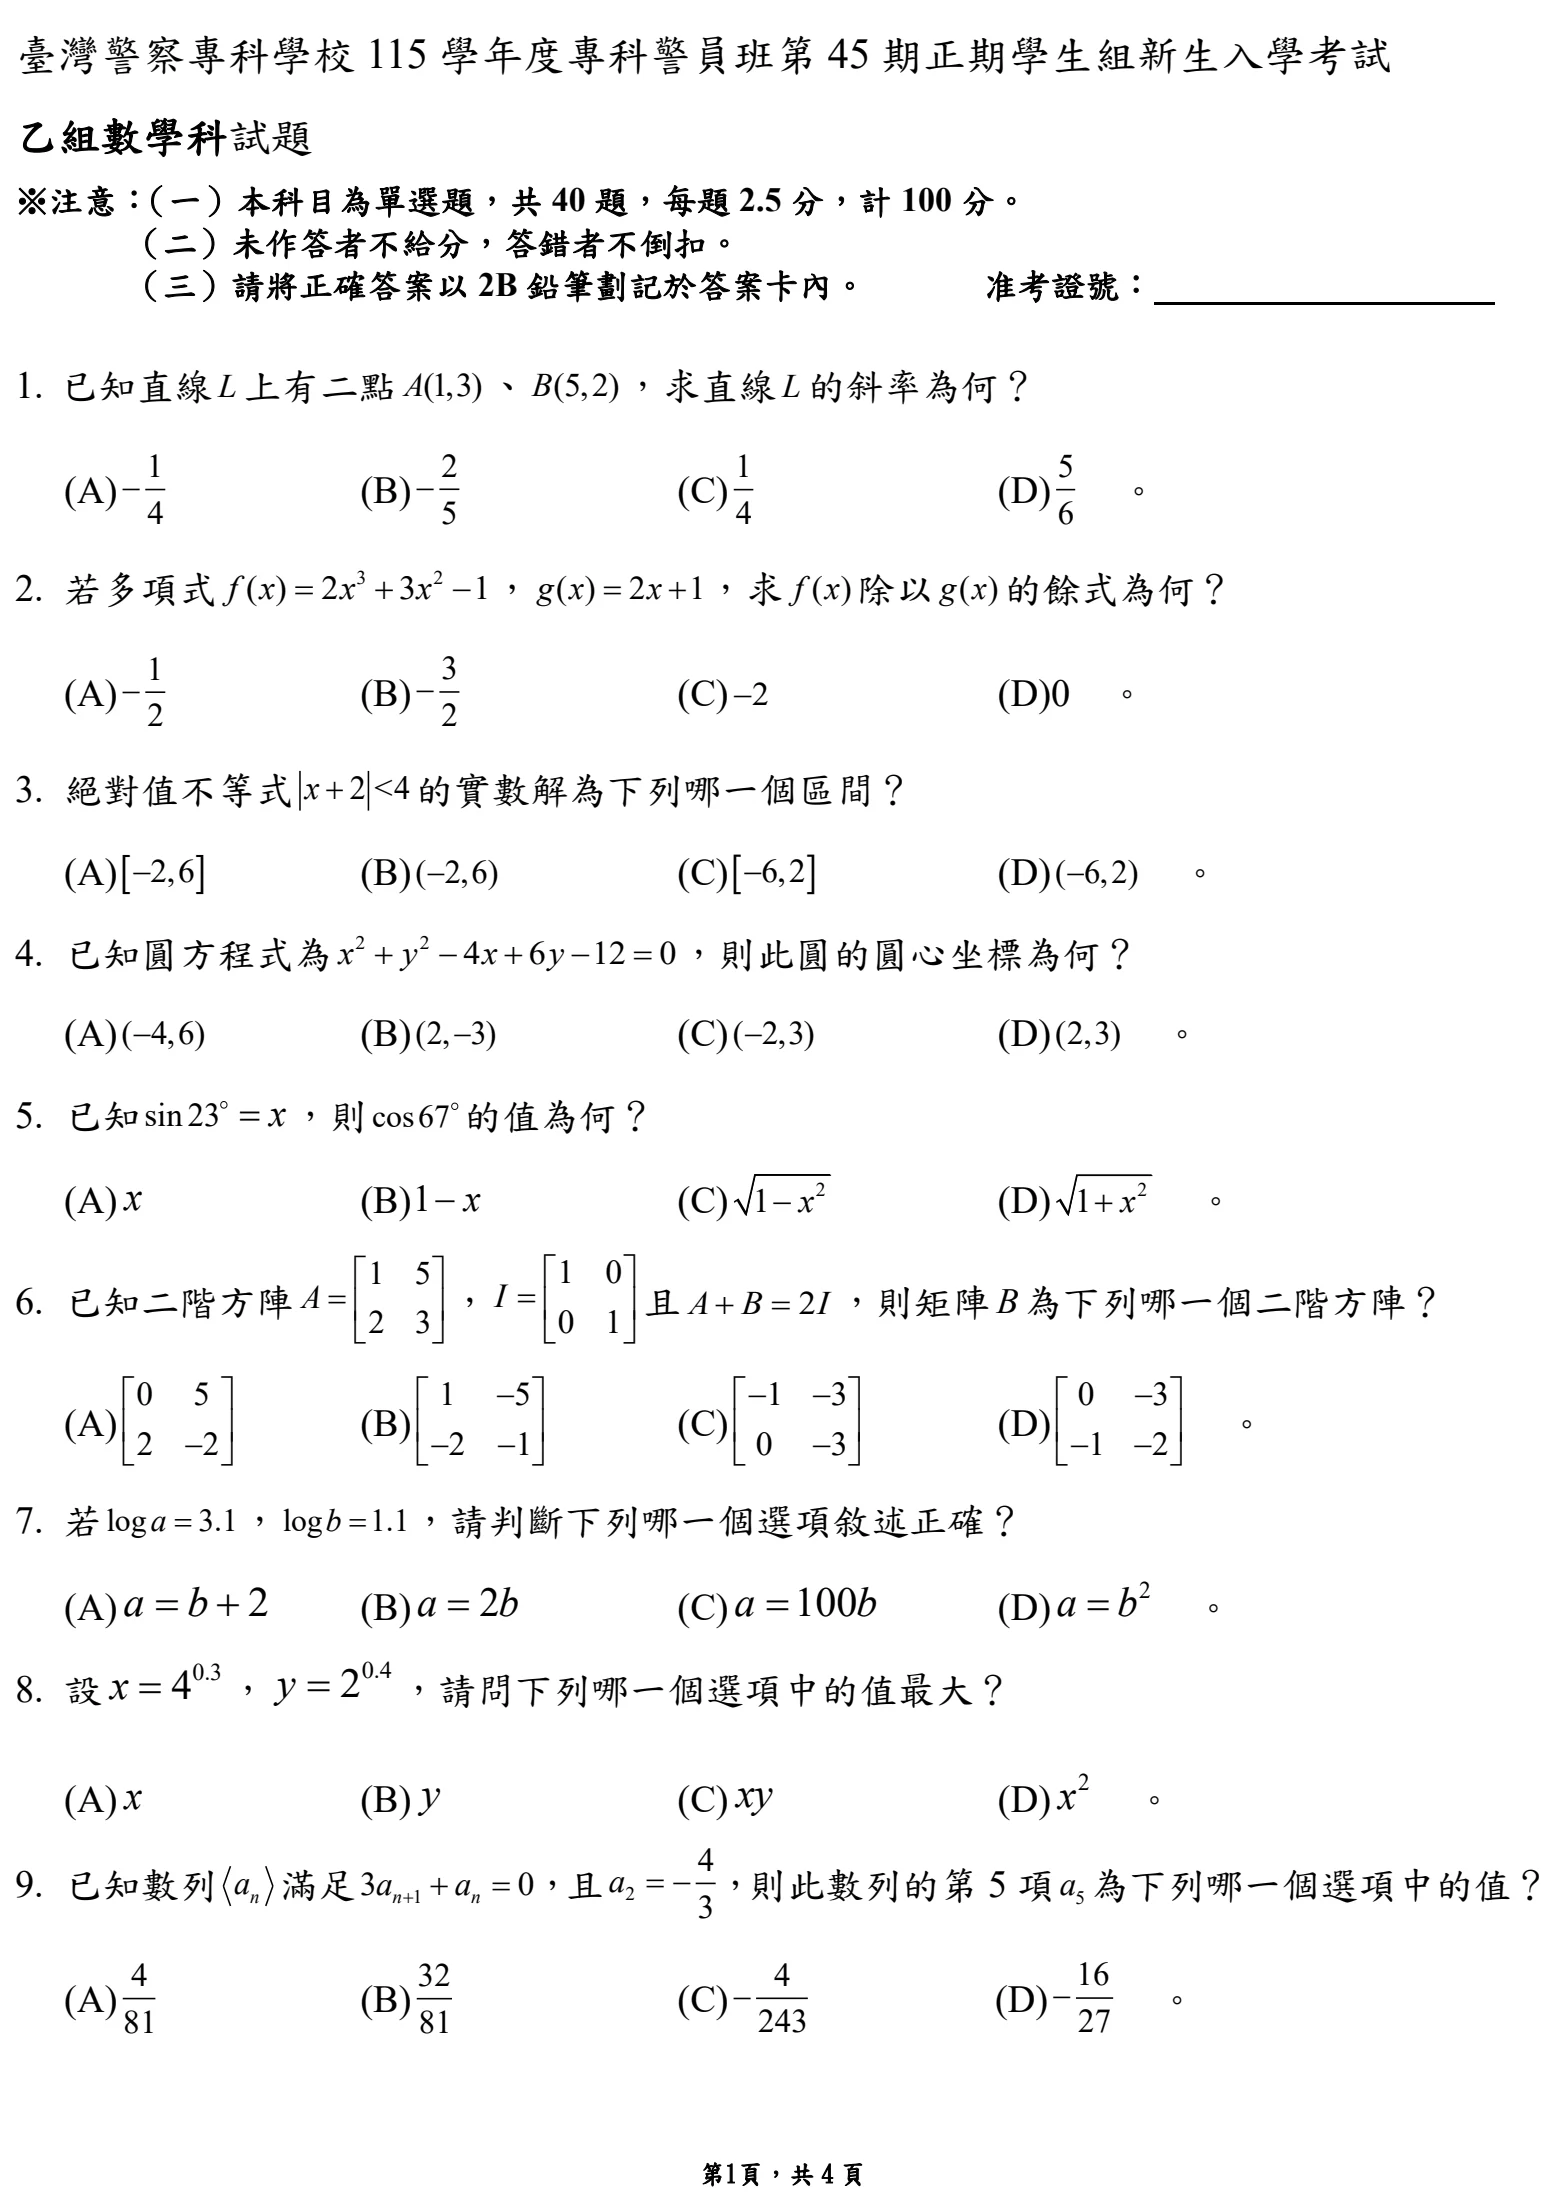 臺灣警察專科學校 115 學年度專科警員班第 45 期正期學生組新生入學考試
乙組數學科試題
※注意：（一）本科目為單選題，共 40 題，每題 2.5 分，計 100 分。
（二）未作答者不給分，答錯者不倒扣。
（三）請將正確答案以 2B 鉛筆劃記於答案卡內。 准考證號：
1. 已知直線 L 上有二點 A(1,3)、B(5,2)，求直線 L 的斜率為何？
(A) −1/4 (B) −2/5 (C) 1/4 (D) 5/6 。
2. 若多項式 f(x) = 2x³ + 3x² − 1，g(x) = 2x + 1，求 f(x) 除以 g(x) 的餘式為何？
(A) −1/2 (B) −3/2 (C) −2 (D) 0 。
3. 絕對值不等式 |x + 2| < 4 的實數解為下列哪一個區間？
(A) [−2,6] (B) (−2,6) (C) [−6,2] (D) (−6,2) 。
4. 已知圓方程式為 x² + y² − 4x + 6y − 12 = 0，則此圓的圓心坐標為何？
(A) (−4,6) (B) (2,−3) (C) (−2,3) (D) (2,3) 。
5. 已知 sin 23° = x，則 cos 67° 的值為何？
(A) x (B) 1 − x (C) √(1 − x²) (D) √(1 + x²) 。
6. 已知二階方陣 A = [1 5; 2 3]，I = [1 0; 0 1] 且 A + B = 2I，則矩陣 B 為下列哪一個二階方陣？
(A) [0 5; 2 −2] (B) [1 −5; −2 −1] (C) [−1 −3; 0 −3] (D) [0 −3; −1 −2] 。
7. 若 log a = 3.1，log b = 1.1，請判斷下列哪一個選項敘述正確？
(A) a = b + 2 (B) a = 2b (C) a = 100b (D) a = b² 。
8. 設 x = 4^0.3，y = 2^0.4，請問下列哪一個選項中的值最大？
(A) x (B) y (C) xy (D) x² 。
9. 已知數列⟨aₙ⟩滿足 3aₙ₊₁ + aₙ = 0，且 a₂ = −4/3，則此數列的第 5 項 a₅ 為下列哪一個選項中的值？
(A) 4/81 (B) 32/81 (C) −4/243 (D) −16/27 。
第1頁，共 4 頁